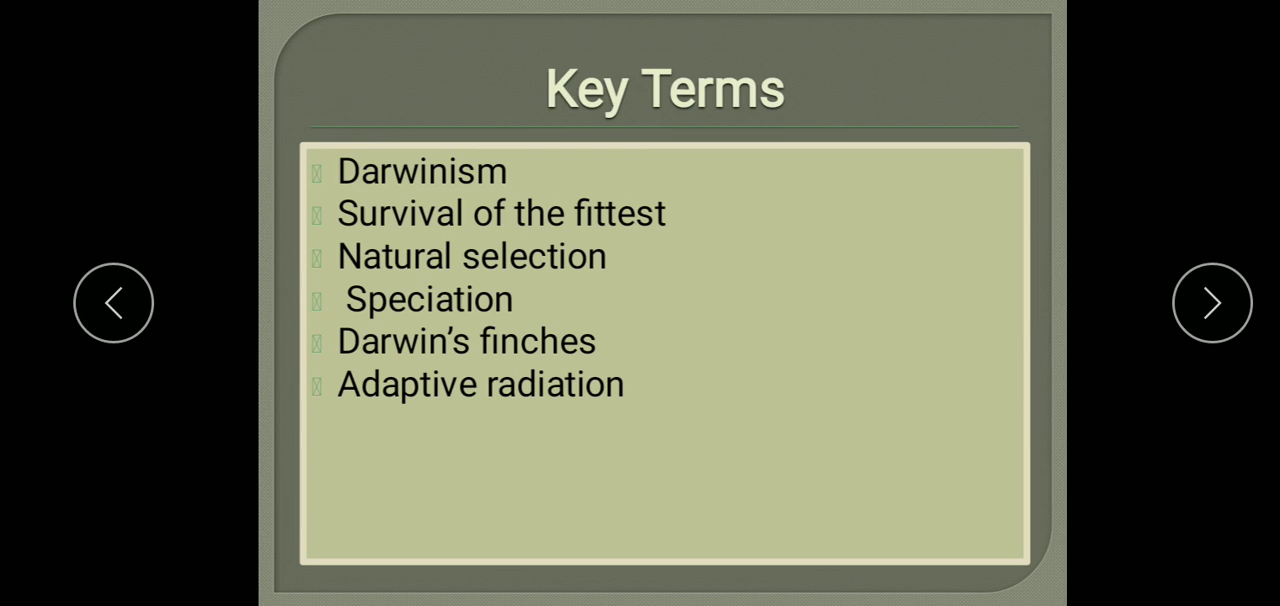 Key Terms
Darwinism
Survival of the fittest
Natural selection
Speciation
Darwin’s finches
Adaptive radiation